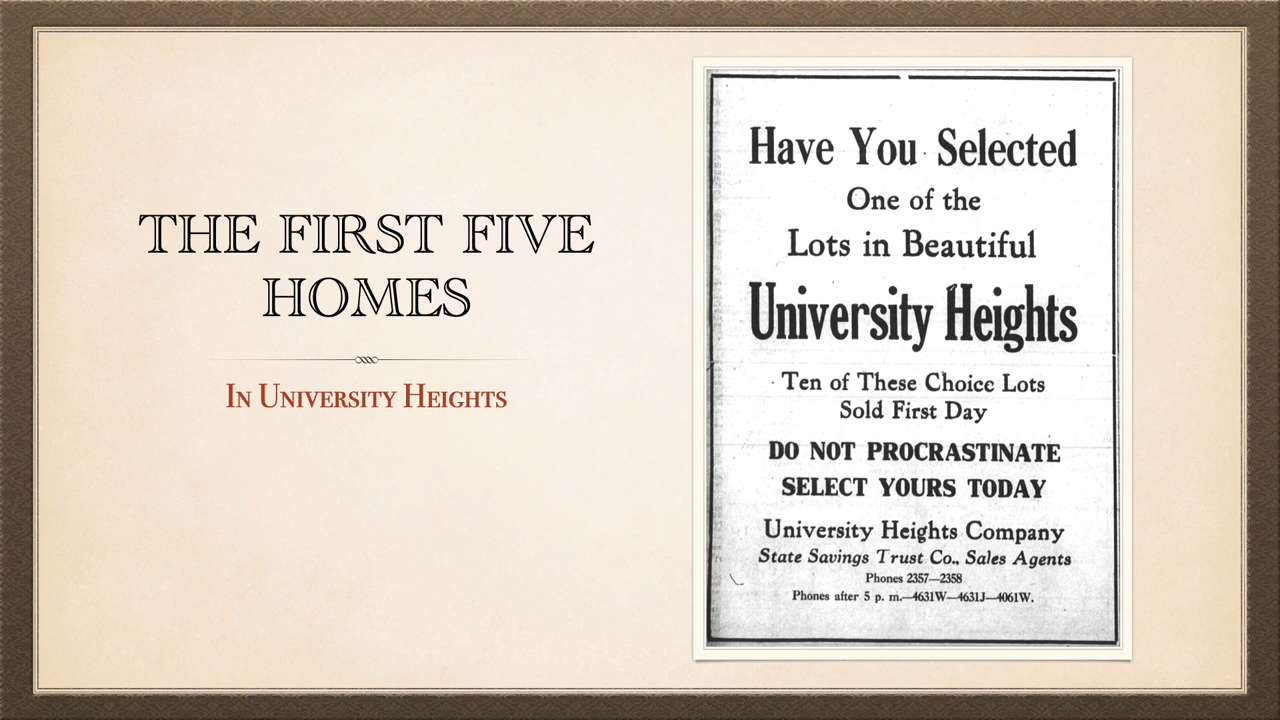 THE FIRST FIVE
HOMES
In University Heights
Have You Selected
One of the
Lots in Beautiful
University Heights
Ten of These Choice Lots
Sold First Day
DO NOT PROCRASTINATE
SELECT YOURS TODAY
University Heights Company
State Savings Trust Co., Sales Agents
Phones 2357—2358
Phones after 5 p. m.—4631W—4631J—4061W.